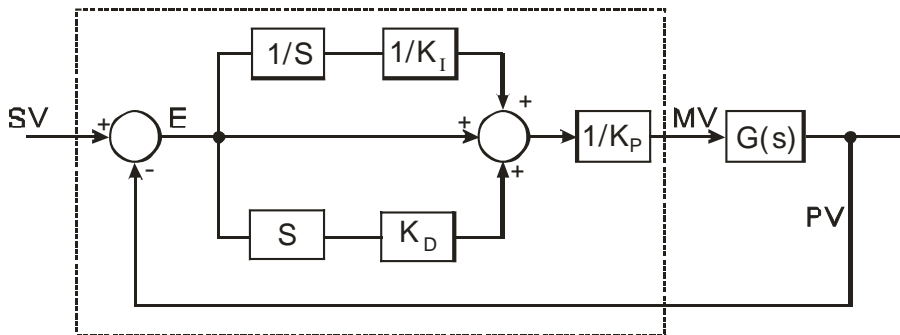 1/S 1/K_I
+
SV + E + 1/K_P MV G(s)
- +
PV
S K_D